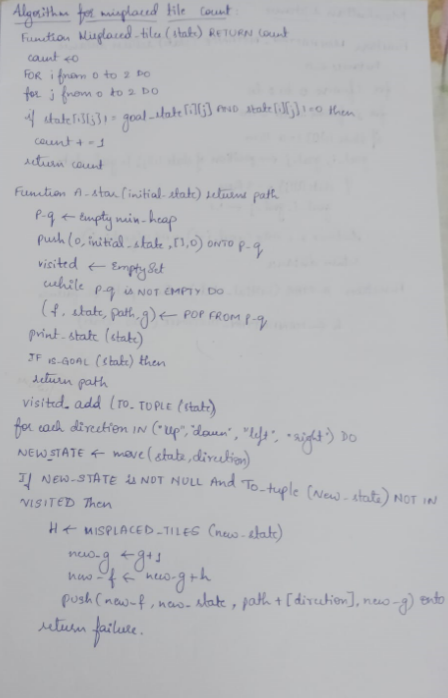 Algorithm for misplaced tile count:
Function Misplaced-tile (state) RETURN count
count ← 0
FOR i from 0 to 2 DO
for j from 0 to 2 DO
if state[i][j] != goal-state[i][j] AND state[i][j] != 0 then
count + = 1
return count
Function A-star (initial-state) returns path
P-q ← Empty min-heap
push (0, initial-state, [], 0) ONTO p-q
visited ← Empty Set
while P-q is NOT EMPTY DO
(f, state, path, g) ← POP FROM p-q
print-state (state)
IF is-GOAL (state) then
return path
visited. add (TO_TUPLE (state)
for each direction IN ("up", "down", "left", "right") DO
NEW_STATE ← move (state, direction)
If NEW-STATE is NOT NULL And To-tuple (New-state) NOT IN
VISITED Then
H ← MISPLACED_TILES (new-state)
new-g ← g+1
new-f ← new-g+h
push (new-f, new-state, path + [direction], new-g) onto
return failure.